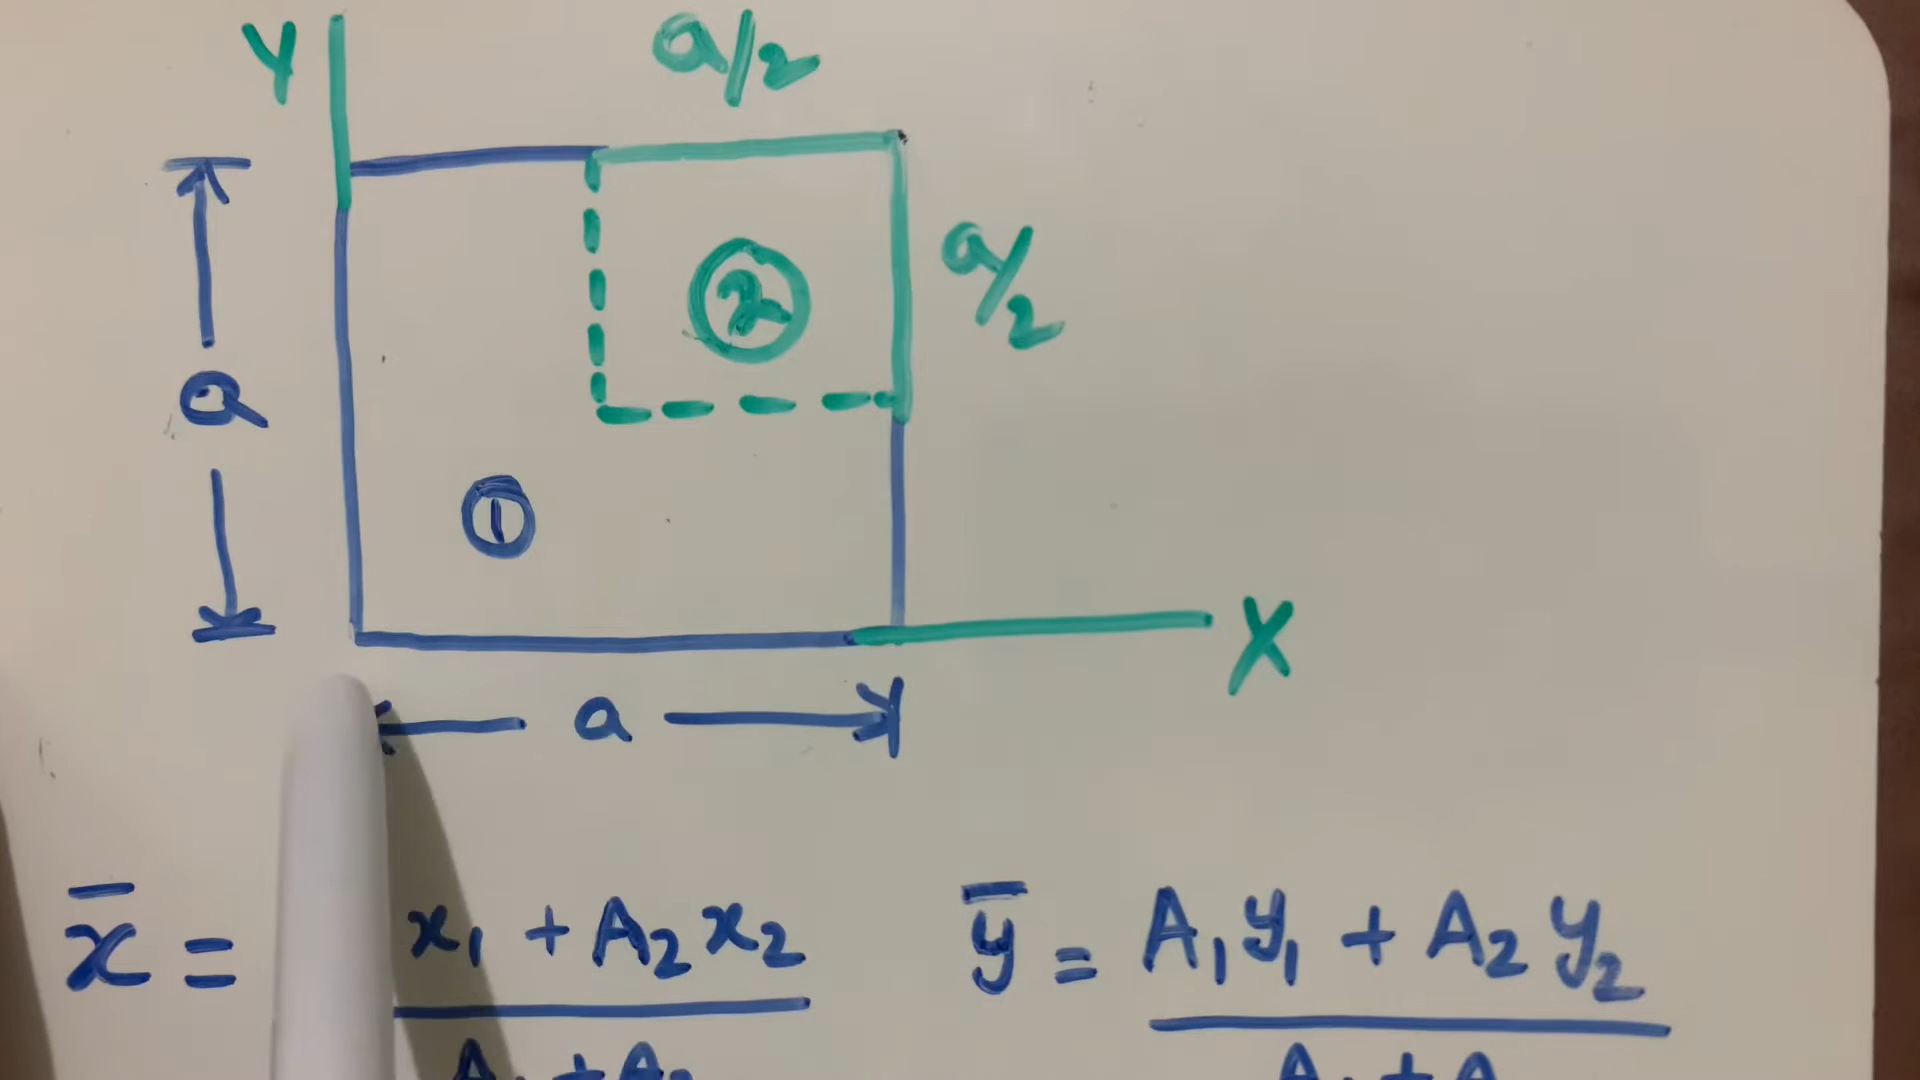 Y
a/2
a
②
a/2
①
X
a
x̄ = x₁ + A₂x₂
ȳ = A₁y₁ + A₂y₂